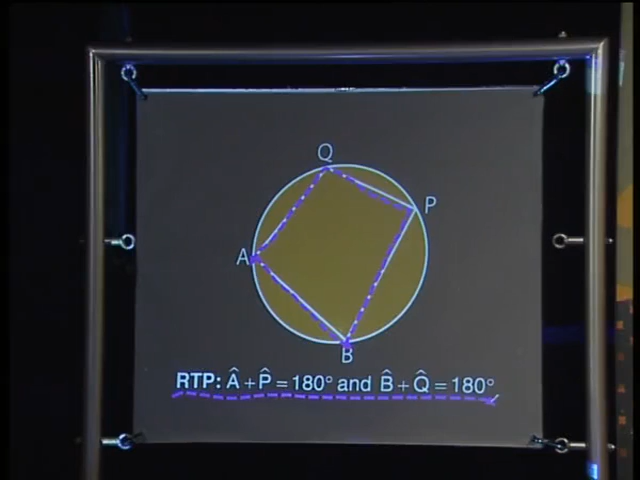 Q
P
A
B
RTP: Â + P̂ = 180° and B̂ + Q̂ = 180°